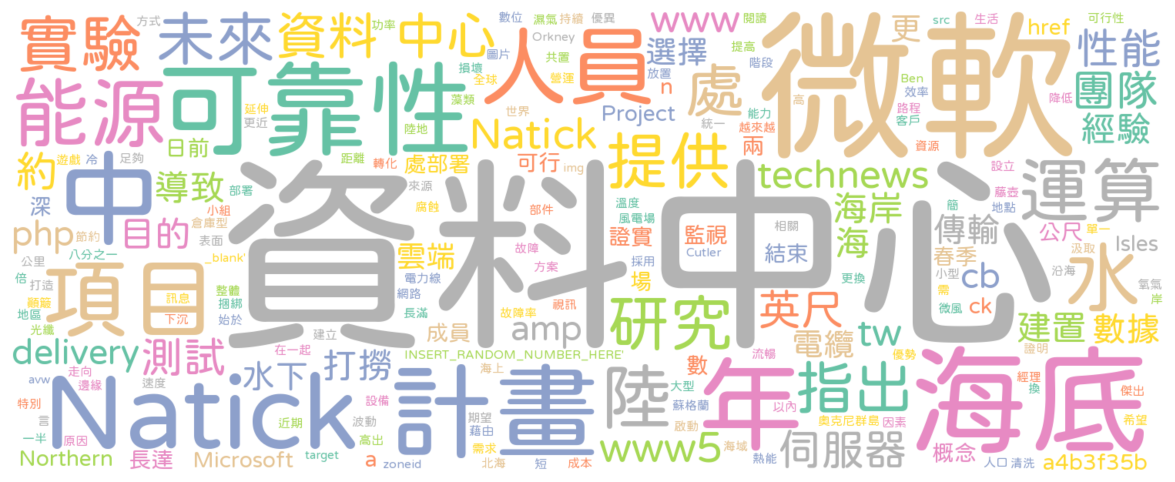 實驗
未來
資料
中心
功率
方式
數位
濕氣
持續
優異
Orkney
圖片
共置
營運
損壞
全球
藻類
人員
www
閱讀
選擇
提高
放置
階段
n
處
Project
微軟
更
src
生活
href
可行性
性能
Ben
效率
路程
降低
團隊
客戶
經驗
資源
高
能力
越來越
統一
兩
能源
可靠性
延伸
更近
日前
陸地
世界
Natick
約
遊戲
冷
足夠
中
導致
部署
距離
轉化
處部署
來源
可行
img
提供
technews
海岸
設立
藤壺
地點
簡
運算
深
小組
倉庫型
目的
表面
php
節約
公里
八分之一
_blank'
腐蝕
部件
溫度
風電場
證實
監視
相關
Cutler
結束
海
傳輸
春季
小型
公尺
單一
汲取
Isles
資料中心
雲端
故障
方案
採用
場
更換
cb
需
沿海
水
氫氣
岸
倍
打造
顧屜
地區
光纖
項目
訊息
下沉
整體
捆綁
始於
電力線
網路
長滿
故障率
視訊
成員
建立
amp
研究
英尺
電纜
tw
ck
微風
建置
數據
證明
delivery
測試
在一起
水下
打撈
INSERT_RANDOM_NUMBER_HERE'
海上
數
流暢
優勢
指出
海底
經理
換
傑出
avw
走向
邊緣
特別
速度
言
一半
原因
Natick
設備
近期
波動
計畫
期望
藉由
陸
大型
蘇格蘭
年
以內
啟動
奧克尼群島
因素
希望
Northern
長達
Microsoft
高出
target
a
zoneid
需求
北海
短
成本
www5
海域
熱能
伺服器
概念
人口
清洗
a4b3f35b